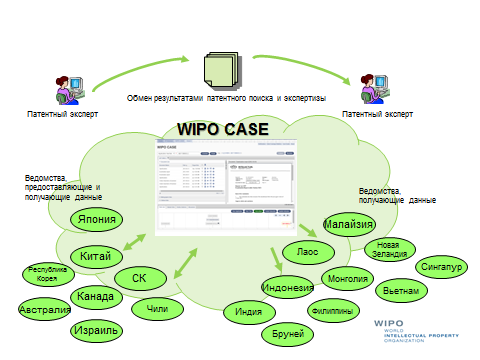 Патентный эксперт
Обмен результатами патентного поиска и экспертизы
Патентный эксперт
WIPO CASE
WIPO CASE
Ведомства,
предоставляющие и
получающие данные
Ведомства,
получающие данные
Япония
Китай
Республика
Корея
СК
Канада
Австралия
Чили
Израиль
Малайзия
Новая
Зеландия
Лаос
Сингапур
Монголия
Индонезия
Вьетнам
Индия
Филиппины
Бруней
WIPO
WORLD
INTELLECTUAL PROPERTY
ORGANIZATION